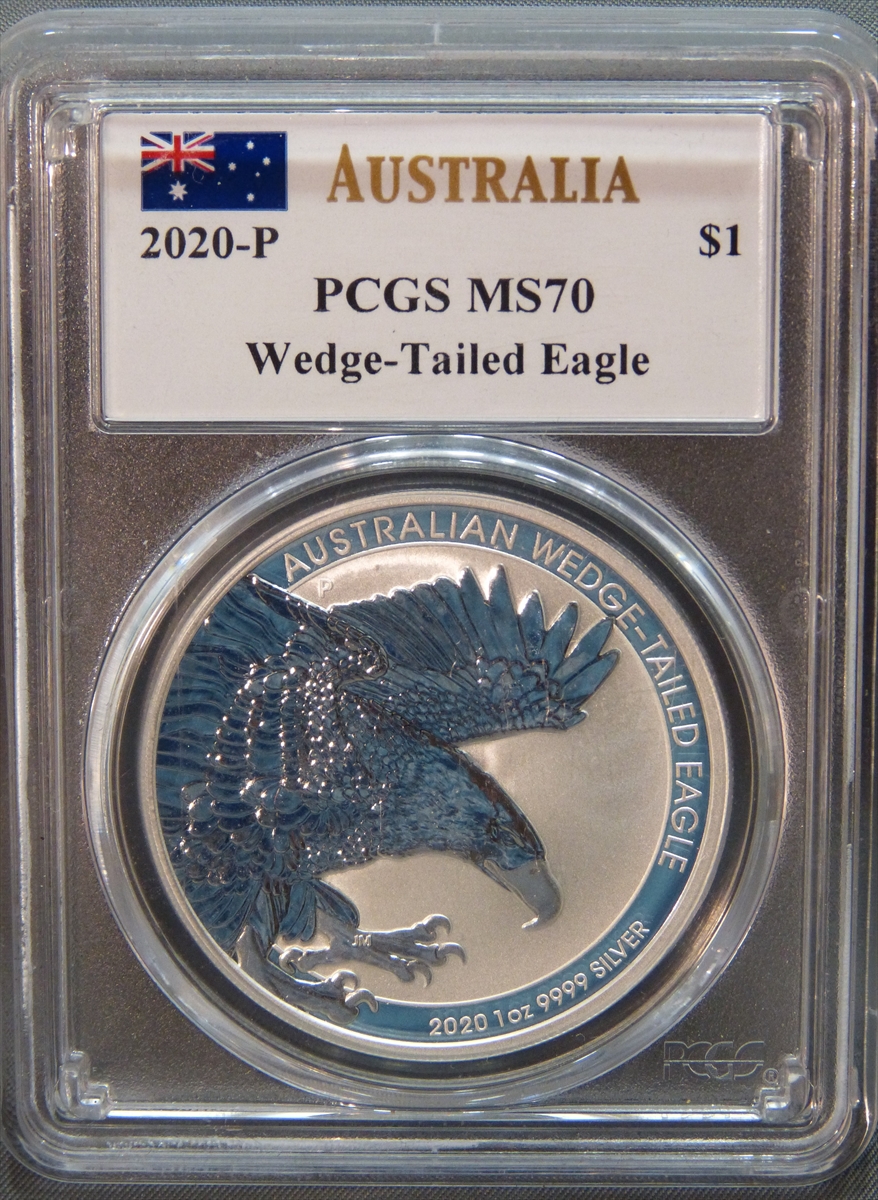 AUSTRALIA
2020-P $1
PCGS MS70
Wedge-Tailed Eagle
AUSTRALIAN WEDGE-TAILED EAGLE
P
JM
2020 1oz 9999 SILVER
PCGS®